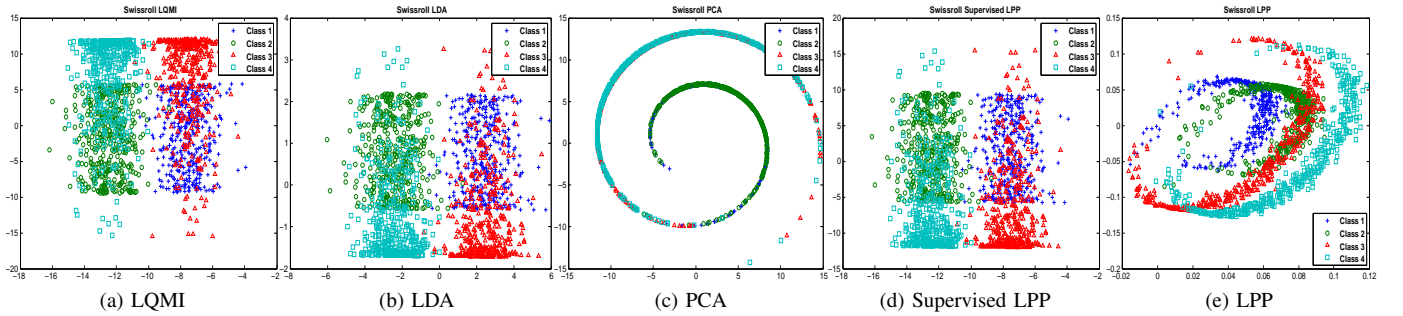 Swissroll LQMI
15
10
5
0
−5
−10
−15
−20
−18
−16
−14
−12
−10
−8
−6
−4
−2
Class 1
Class 2
Class 3
Class 4
(a) LQMI
Swissroll LDA
4
3
2
1
0
−1
−2
−8
−6
−4
−2
0
2
4
6
Class 1
Class 2
Class 3
Class 4
(b) LDA
Swissroll PCA
15
10
5
0
−5
−10
−15
−15
−10
−5
0
5
10
15
Class 1
Class 2
Class 3
Class 4
(c) PCA
Swissroll Supervised LPP
20
15
10
5
0
−5
−10
−15
−18
−16
−14
−12
−10
−8
−6
−4
−2
Class 1
Class 2
Class 3
Class 4
(d) Supervised LPP
Swissroll LPP
0.15
0.1
0.05
0
−0.05
−0.1
−0.15
−0.2
−0.02
0
0.02
0.04
0.06
0.08
0.1
0.12
Class 1
Class 2
Class 3
Class 4
(e) LPP